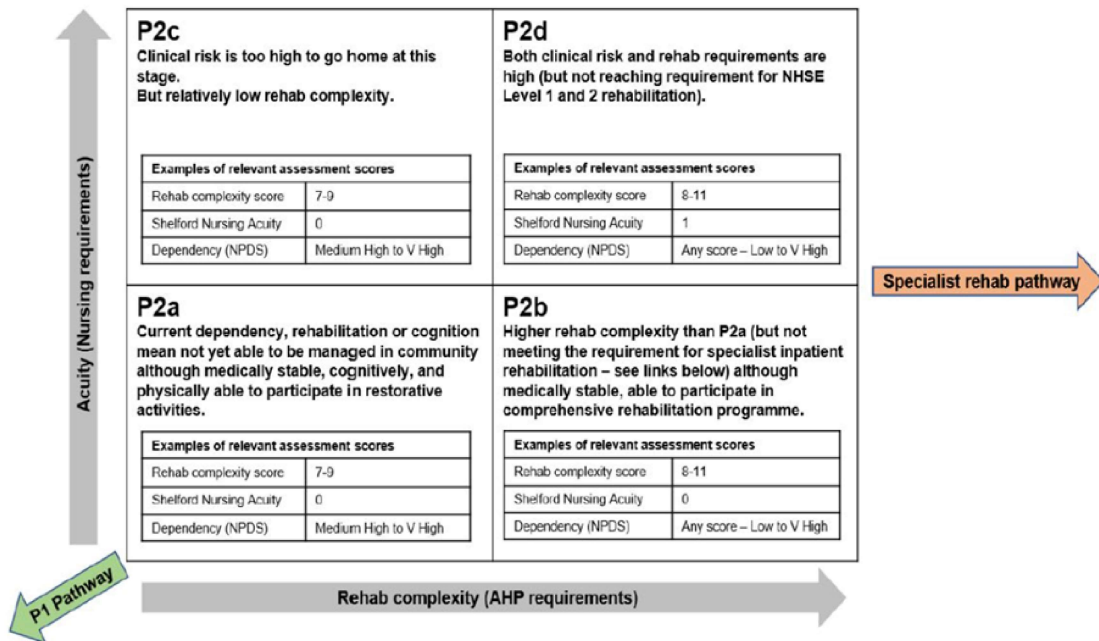 P2c
Clinical risk is too high to go home at this
stage.
But relatively low rehab complexity.
Examples of relevant assessment scores
Rehab complexity score 7-9
Shelford Nursing Acuity 0
Dependency (NPDS) Medium High to V High
P2d
Both clinical risk and rehab requirements are
high (but not reaching requirement for NHSE
Level 1 and 2 rehabilitation).
Examples of relevant assessment scores
Rehab complexity score 8-11
Shelford Nursing Acuity 1
Dependency (NPDS) Any score – Low to V High
P2a
Current dependency, rehabilitation or cognition
mean not yet able to be managed in community
although medically stable, cognitively, and
physically able to participate in restorative
activities.
Examples of relevant assessment scores
Rehab complexity score 7-9
Shelford Nursing Acuity 0
Dependency (NPDS) Medium High to V High
P2b
Higher rehab complexity than P2a (but not
meeting the requirement for specialist inpatient
rehabilitation – see links below) although
medically stable, able to participate in
comprehensive rehabilitation programme.
Examples of relevant assessment scores
Rehab complexity score 8-11
Shelford Nursing Acuity 0
Dependency (NPDS) Any score – Low to V High
Acuity (Nursing requirements)
Specialist rehab pathway
P1 Pathway
Rehab complexity (AHP requirements)